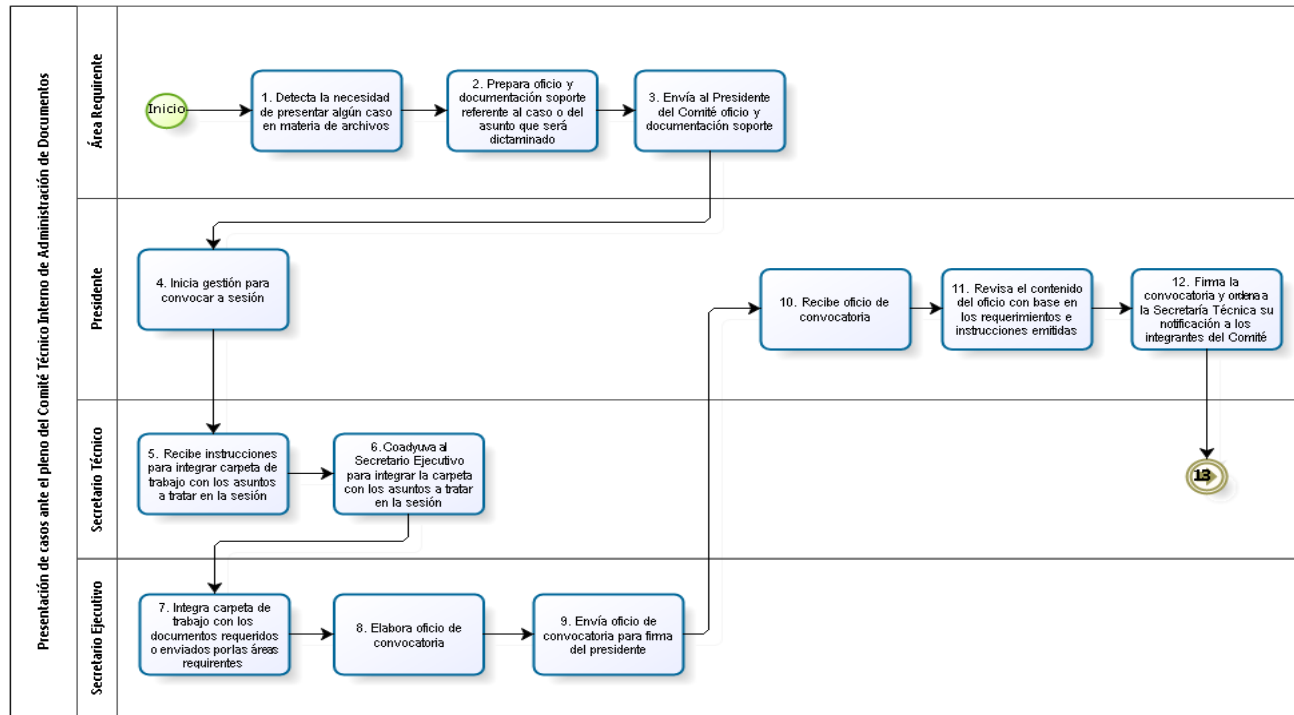 Presentación de casos ante el pleno del Comité Técnico Interno de Administración de Documentos
Área Requirente
Inicio
1. Detecta la necesidad
de presentar algún caso
en materia de archivos
2. Prepara oficio y
documentación soporte
referente al caso o del
asunto que será
dictaminado
3. Envía al Presidente
del Comité oficio y
documentación soporte
Presidente
4. Inicia gestión para
convocar a sesión
10. Recibe oficio de
convocatoria
11. Revisa el contenido
del oficio con base en
los requerimientos e
instrucciones emitidas
12. Firma la
convocatoria y ordena a
la Secretaría Técnica su
notificación a los
integrantes del Comité
Secretario Técnico
5. Recibe instrucciones
para integrar carpeta de
trabajo con los asuntos
a tratar en la sesión
6. Coadyuva al
Secretario Ejecutivo
para integrar la carpeta
con los asuntos a tratar
en la sesión
13
Secretario Ejecutivo
7. Integra carpeta de
trabajo con los
documentos requeridos
o enviados por las áreas
requirentes
8. Elabora oficio de
convocatoria
9. Envía oficio de
convocatoria para firma
del presidente